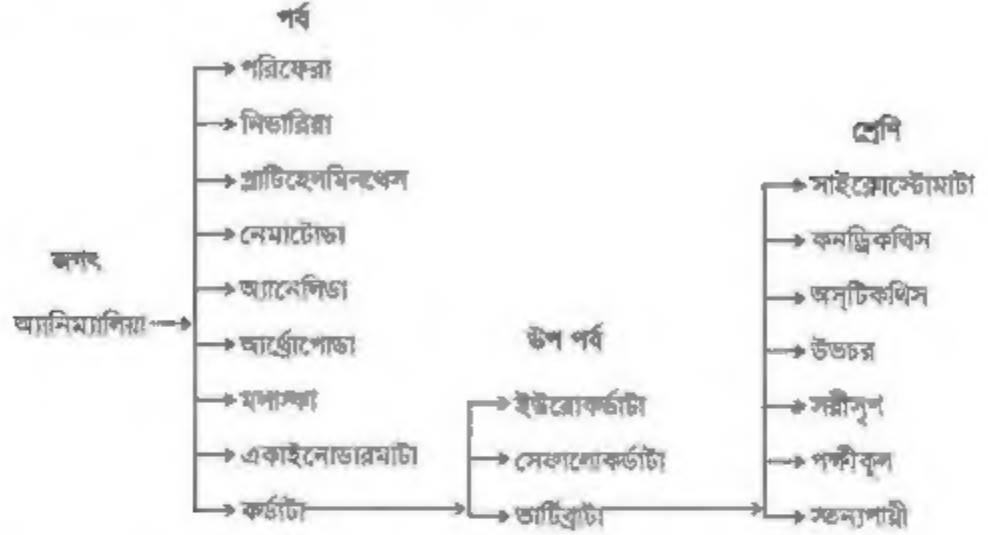 পর্ব
পরিফেরা
নিডারিয়া
প্লাটিহেলমিনথেস
নেমাটোডা
অ্যানেলিডা
আর্থ্রোপোডা
মলাস্কা
একাইনোডারমাটা
কর্ডাটা
জগৎ
অ্যানিম্যালিয়া
উপ পর্ব
ইউরোকর্ডাটা
সেফালোকর্ডাটা
ভার্টিব্রাটা
শ্রেণি
সাইক্লোস্টোমাটা
কনড্রিকথিস
অস্টিকথিস
উভচর
সরীসৃপ
পক্ষীকুল
স্তন্যপায়ী